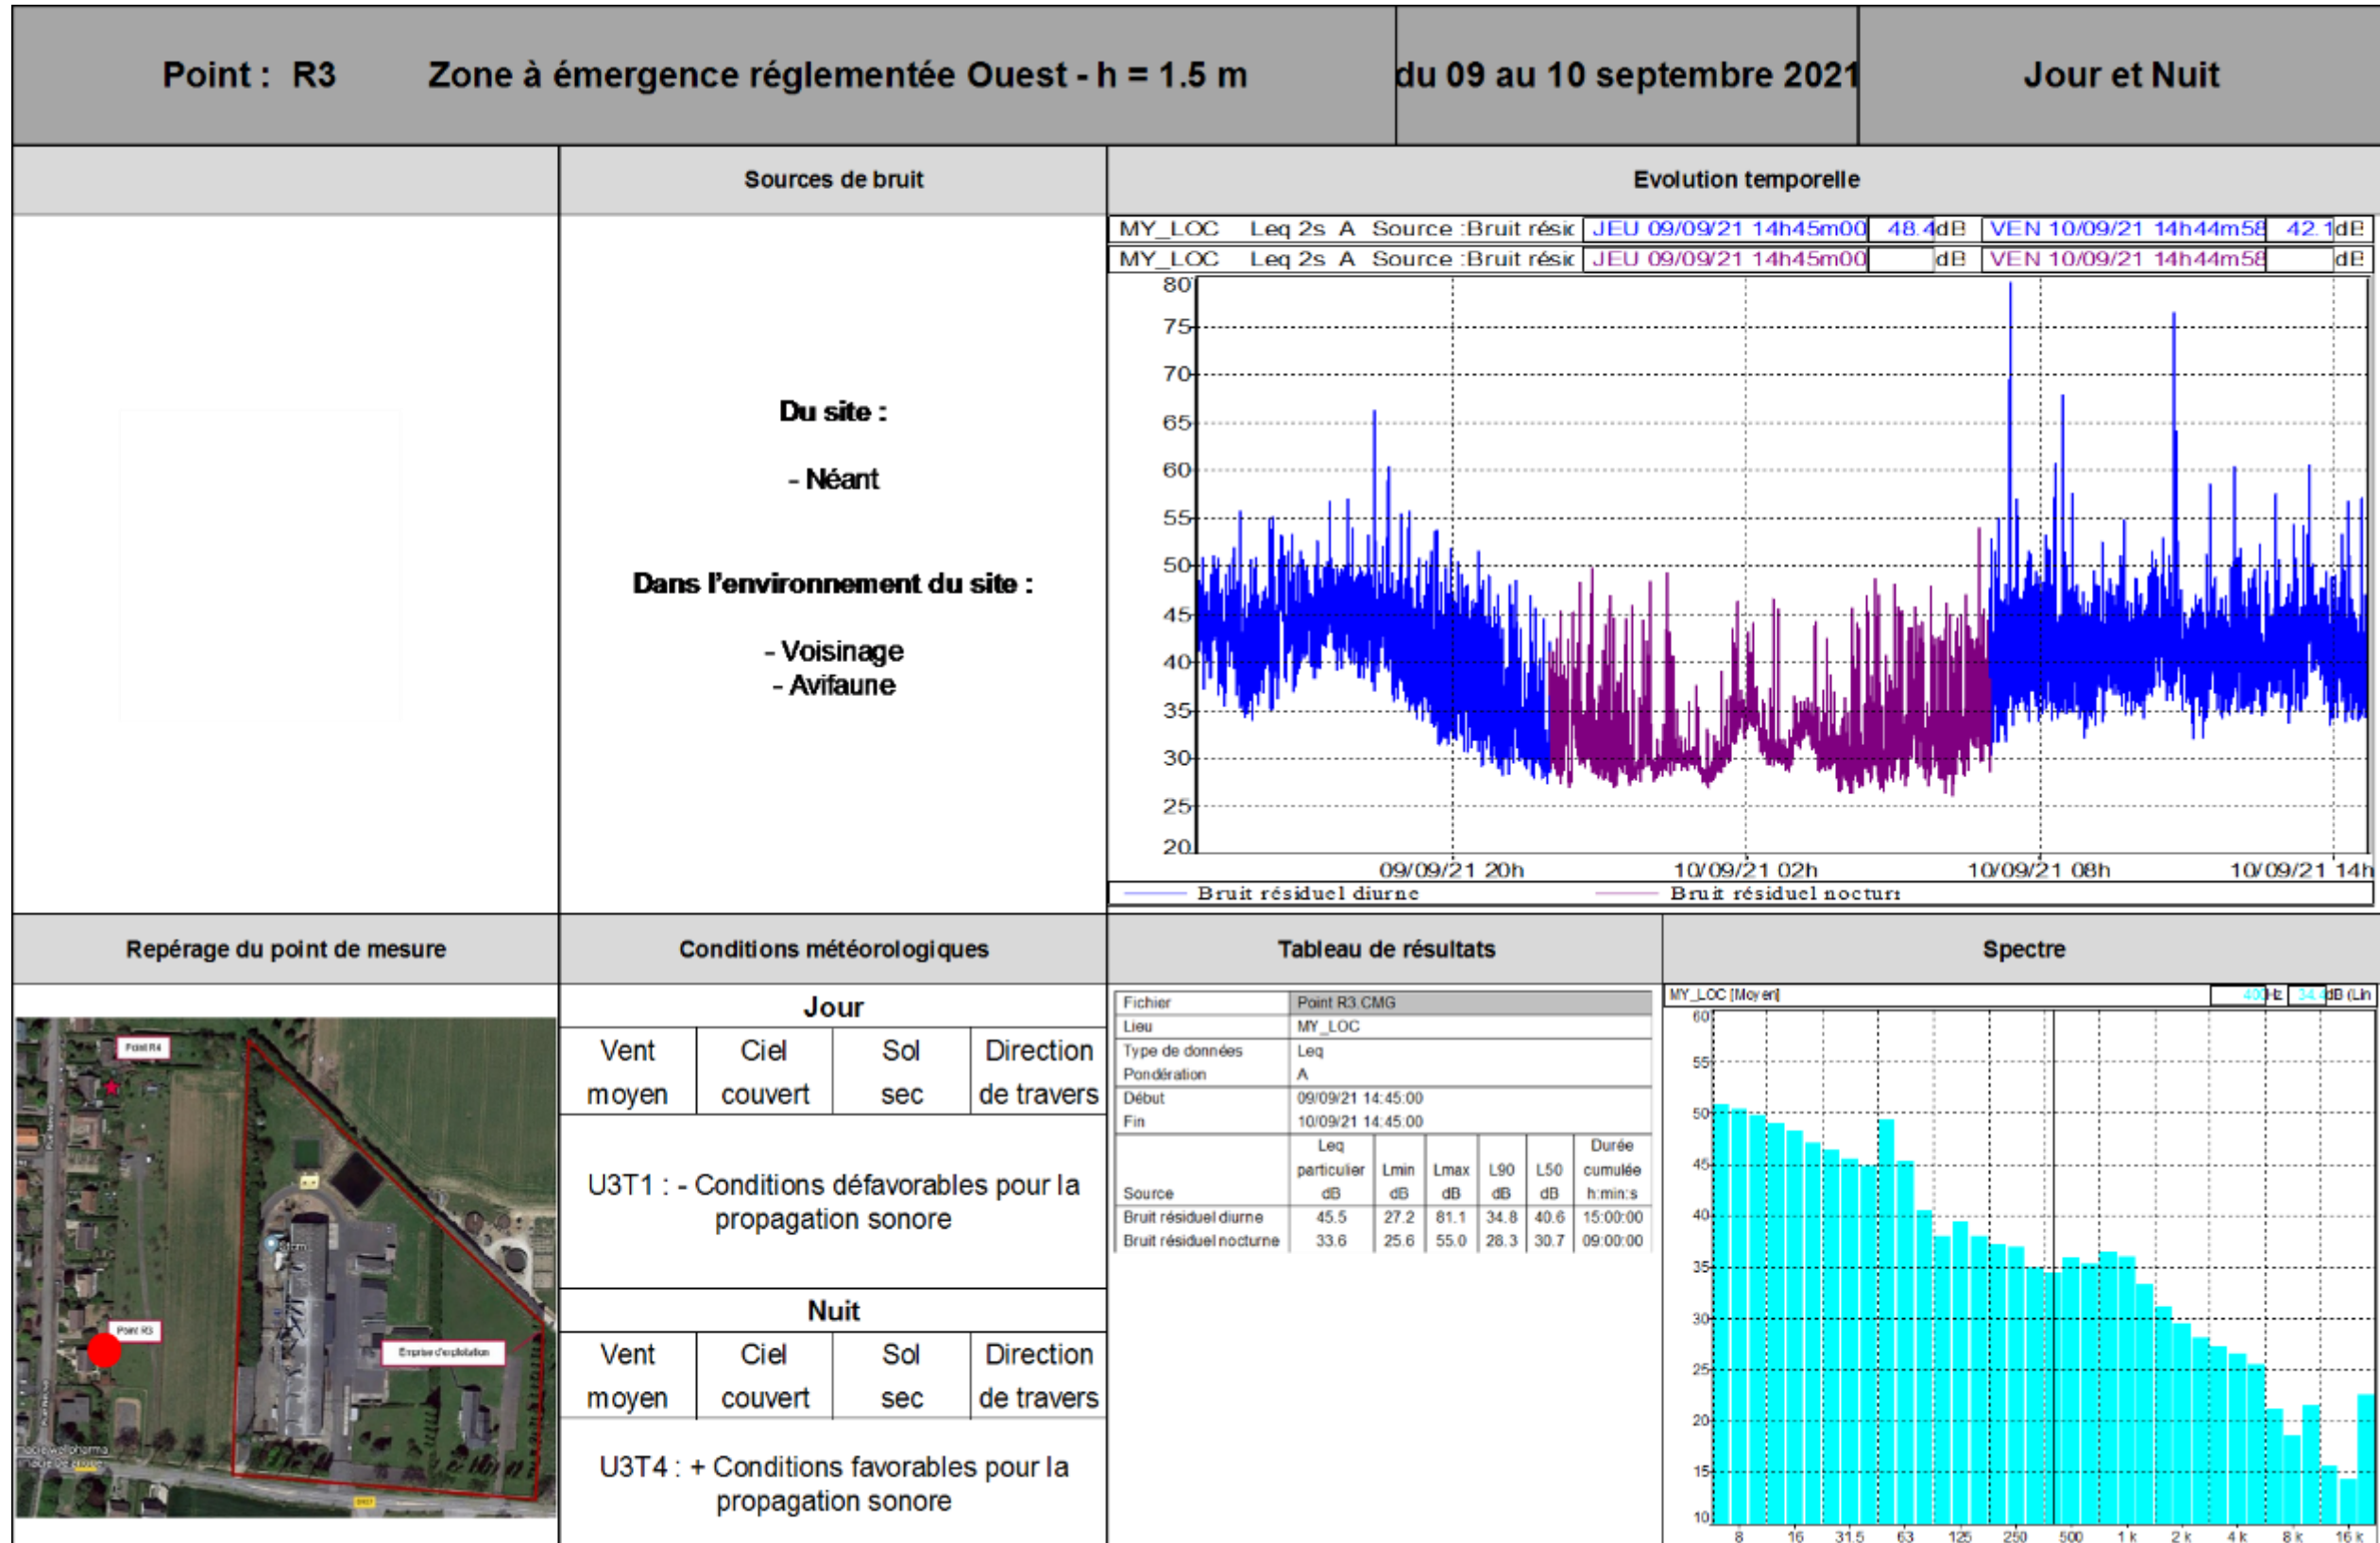 Point : R3 Zone à émergence réglementée Ouest - h = 1.5 m
du 09 au 10 septembre 2021
Jour et Nuit
Sources de bruit
Evolution temporelle
Du site :
- Néant
Dans l'environnement du site :
- Voisinage
- Avifaune
MY_LOC Leq 2s A Source :Bruit résic JEU 09/09/21 14h45m00 48.4dB VEN 10/09/21 14h44m58 42.1dB
MY_LOC Leq 2s A Source :Bruit résic JEU 09/09/21 14h45m00 dB VEN 10/09/21 14h44m58 dB
80
75
70
65
60
55
50
45
40
35
30
25
20
09/09/21 20h 10/09/21 02h 10/09/21 08h 10/09/21 14h
Bruit résiduel diurne Bruit résiduel nocturn
Repérage du point de mesure
Conditions météorologiques
Tableau de résultats
Spectre
Point R4
Point R3
Emprise d'exploitation
Jour
Vent moyen Ciel couvert Sol sec Direction de travers
U3T1 : - Conditions défavorables pour la
propagation sonore
Nuit
Vent moyen Ciel couvert Sol sec Direction de travers
U3T4 : + Conditions favorables pour la
propagation sonore
Fichier Point R3.CMG
Lieu MY_LOC
Type de données Leq
Pondération A
Début 09/09/21 14:45:00
Fin 10/09/21 14:45:00
Leq Durée
particulier Lmin Lmax L90 L50 cumulée
Source dB dB dB dB dB h:min:s
Bruit résiduel diurne 45.5 27.2 81.1 34.8 40.6 15:00:00
Bruit résiduel nocturne 33.6 25.6 55.0 28.3 30.7 09:00:00
MY_LOC [Moyen] 400Hz 34.4dB (Lin
60
55
50
45
40
35
30
25
20
15
10
8 16 31.5 63 125 250 500 1 k 2 k 4 k 8 k 16 k